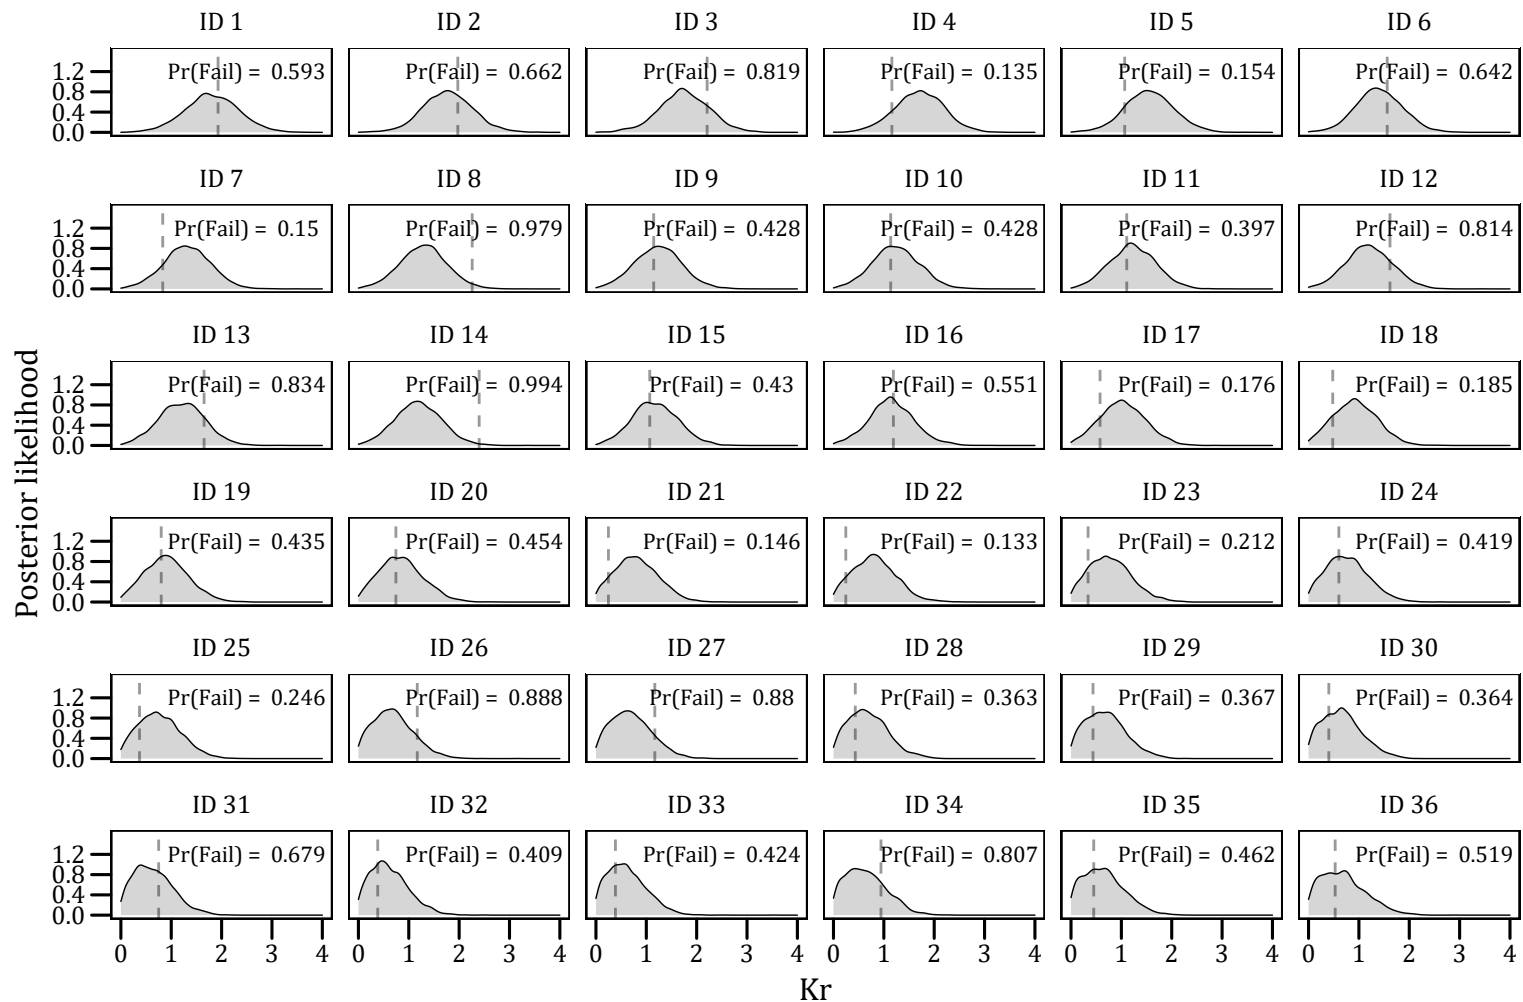 ID 1 ID 2 ID 3 ID 4 ID 5 ID 6
1.2 Pr(Fail) = 0.593 Pr(Fail) = 0.662 Pr(Fail) = 0.819 Pr(Fail) = 0.135 Pr(Fail) = 0.154 Pr(Fail) = 0.642
0.8
0.4
0.0
ID 7 ID 8 ID 9 ID 10 ID 11 ID 12
1.2 Pr(Fail) = 0.15 Pr(Fail) = 0.979 Pr(Fail) = 0.428 Pr(Fail) = 0.428 Pr(Fail) = 0.397 Pr(Fail) = 0.814
0.8
0.4
0.0
ID 13 ID 14 ID 15 ID 16 ID 17 ID 18
1.2 Pr(Fail) = 0.834 Pr(Fail) = 0.994 Pr(Fail) = 0.43 Pr(Fail) = 0.551 Pr(Fail) = 0.176 Pr(Fail) = 0.185
0.8
0.4
0.0
Posterior likelihood
ID 19 ID 20 ID 21 ID 22 ID 23 ID 24
1.2 Pr(Fail) = 0.435 Pr(Fail) = 0.454 Pr(Fail) = 0.146 Pr(Fail) = 0.133 Pr(Fail) = 0.212 Pr(Fail) = 0.419
0.8
0.4
0.0
ID 25 ID 26 ID 27 ID 28 ID 29 ID 30
1.2 Pr(Fail) = 0.246 Pr(Fail) = 0.888 Pr(Fail) = 0.88 Pr(Fail) = 0.363 Pr(Fail) = 0.367 Pr(Fail) = 0.364
0.8
0.4
0.0
ID 31 ID 32 ID 33 ID 34 ID 35 ID 36
1.2 Pr(Fail) = 0.679 Pr(Fail) = 0.409 Pr(Fail) = 0.424 Pr(Fail) = 0.807 Pr(Fail) = 0.462 Pr(Fail) = 0.519
0.8
0.4
0.0
0 1 2 3 4 0 1 2 3 4 0 1 2 3 4 0 1 2 3 4 0 1 2 3 4 0 1 2 3 4
Kr